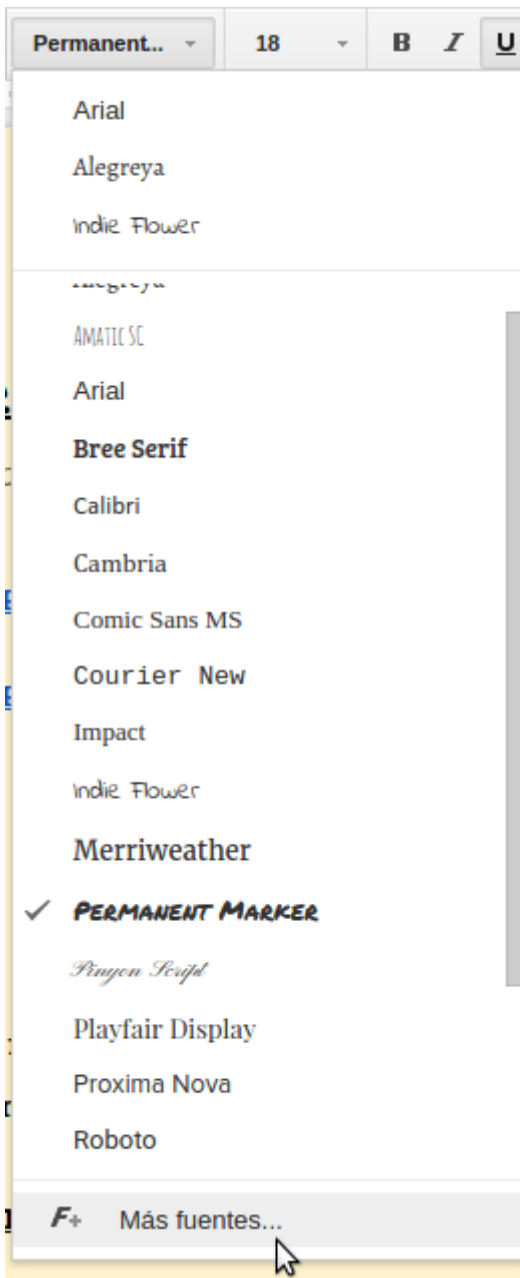 Permanent... 18 B I U
Arial
Alegreya
Indie Flower
Alegreya
Amatic SC
Arial
Bree Serif
Calibri
Cambria
Comic Sans MS
Courier New
Impact
Indie Flower
Merriweather
Permanent Marker
Pinyon Script
Playfair Display
Proxima Nova
Roboto
F+ Más fuentes...